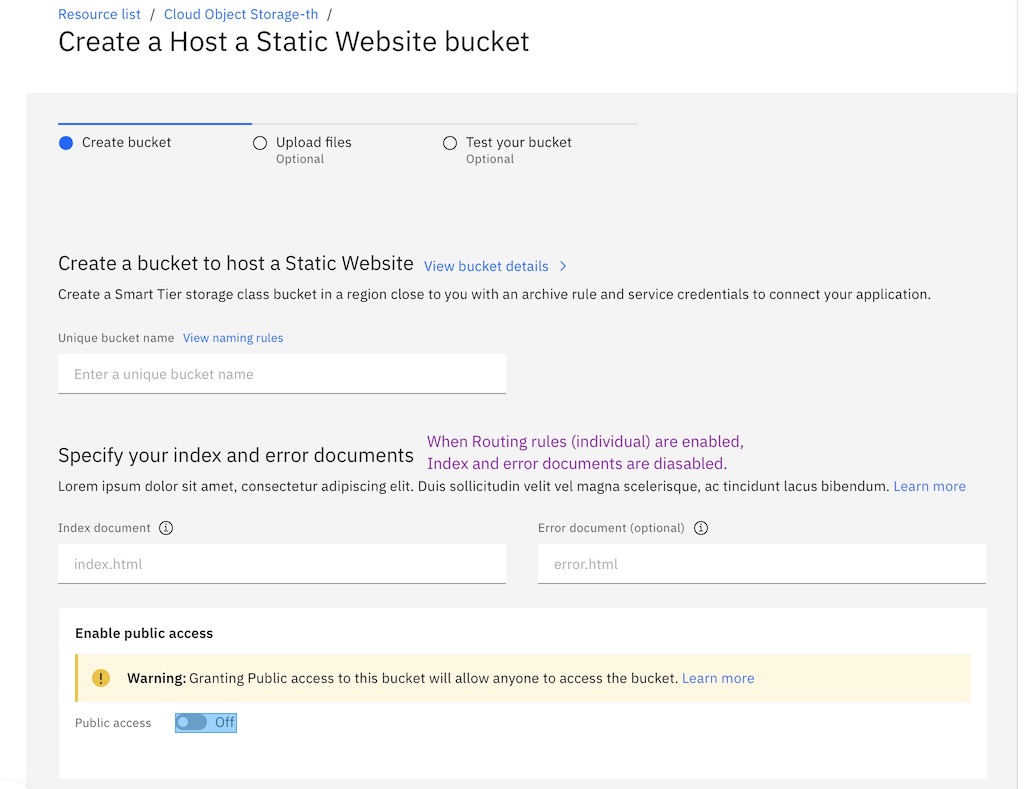 Resource list / Cloud Object Storage-th /
Create a Host a Static Website bucket
Create bucket
Upload files
Optional
Test your bucket
Optional
Create a bucket to host a Static Website View bucket details >
Create a Smart Tier storage class bucket in a region close to you with an archive rule and service credentials to connect your application.
Unique bucket name View naming rules
Enter a unique bucket name
Specify your index and error documents
When Routing rules (individual) are enabled,
Index and error documents are diasabled.
Lorem ipsum dolor sit amet, consectetur adipiscing elit. Duis sollicitudin velit vel magna scelerisque, ac tincidunt lacus bibendum. Learn more
Index document
Error document (optional)
index.html
error.html
Enable public access
Warning: Granting Public access to this bucket will allow anyone to access the bucket. Learn more
Public access Off